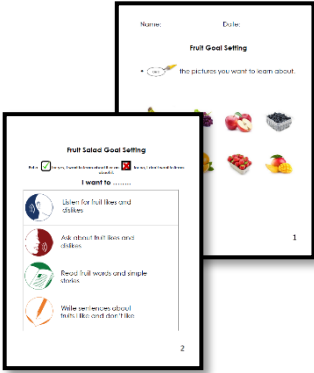 Name: Date:
Fruit Goal Setting
• the pictures you want to learn about.
1
Fruit Salad Goal Setting
I want to ........
Listen for fruit likes and
dislikes
Ask about fruit likes and
dislikes
Read fruit words and simple
stories
Write sentences about
fruits I like and don't like
2